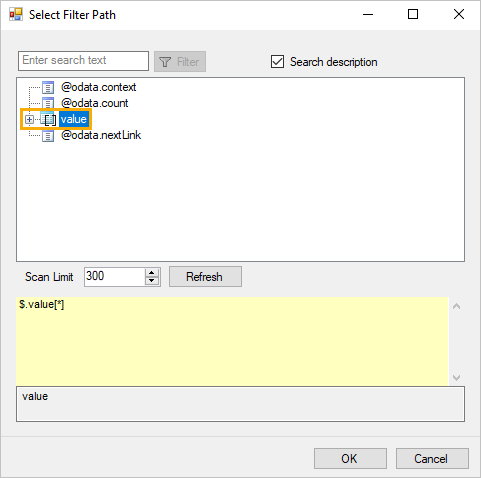 Select Filter Path
Enter search text
Filter
Search description
@odata.context
@odata.count
[] value
@odata.nextLink
Scan Limit
300
Refresh
$.value[*]
value
OK
Cancel